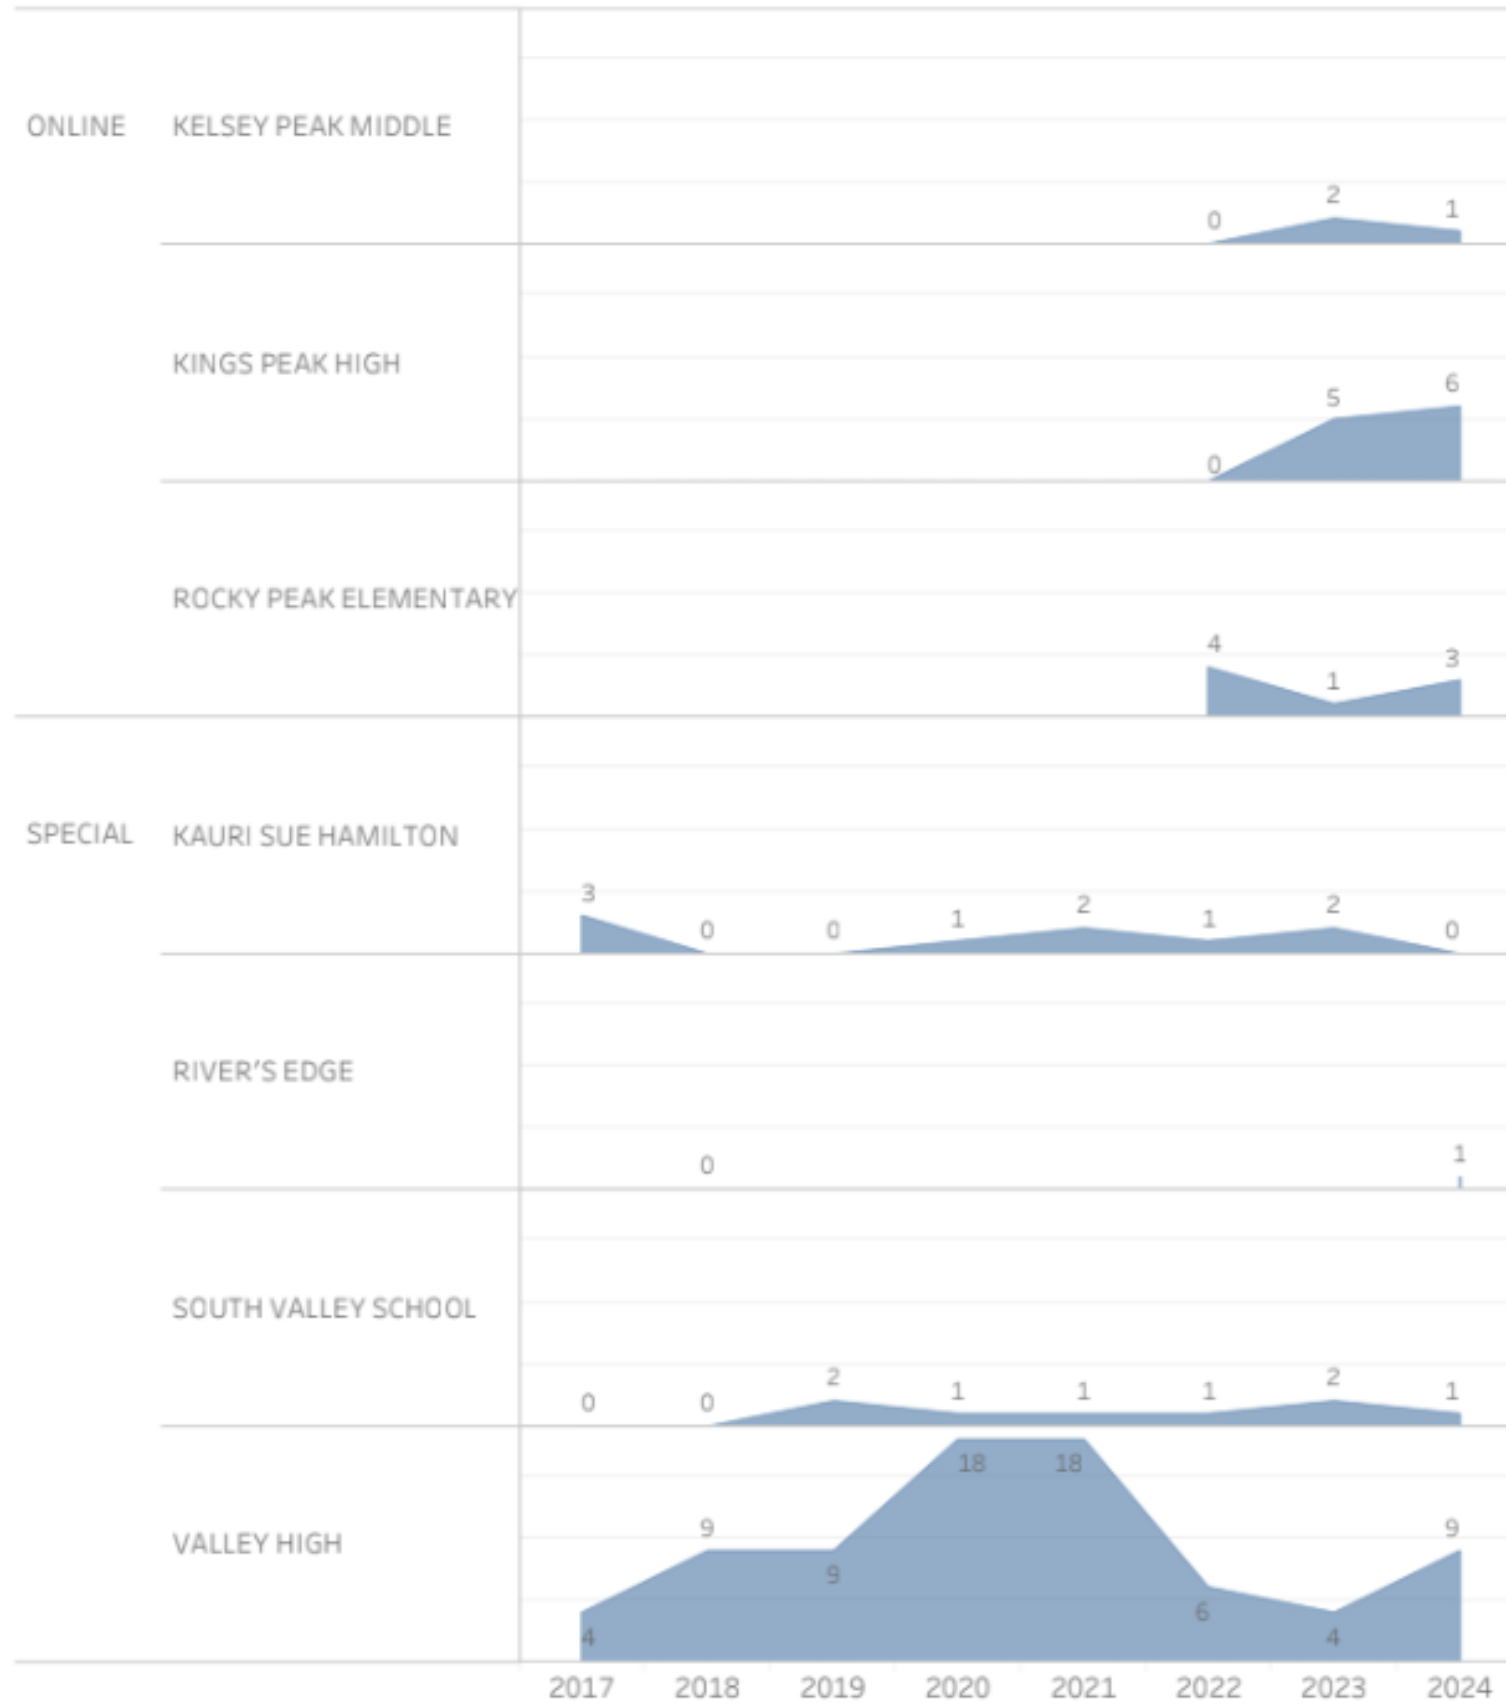 ONLINE KELSEY PEAK MIDDLE
0 2 1
KINGS PEAK HIGH
0 5 6
ROCKY PEAK ELEMENTARY
4 1 3
SPECIAL KAURI SUE HAMILTON
3 0 0 1 2 1 2 0
RIVER'S EDGE
0 1
SOUTH VALLEY SCHOOL
0 0 2 1 1 1 2 1
VALLEY HIGH
4 9 9 18 18 6 4 9
2017 2018 2019 2020 2021 2022 2023 2024